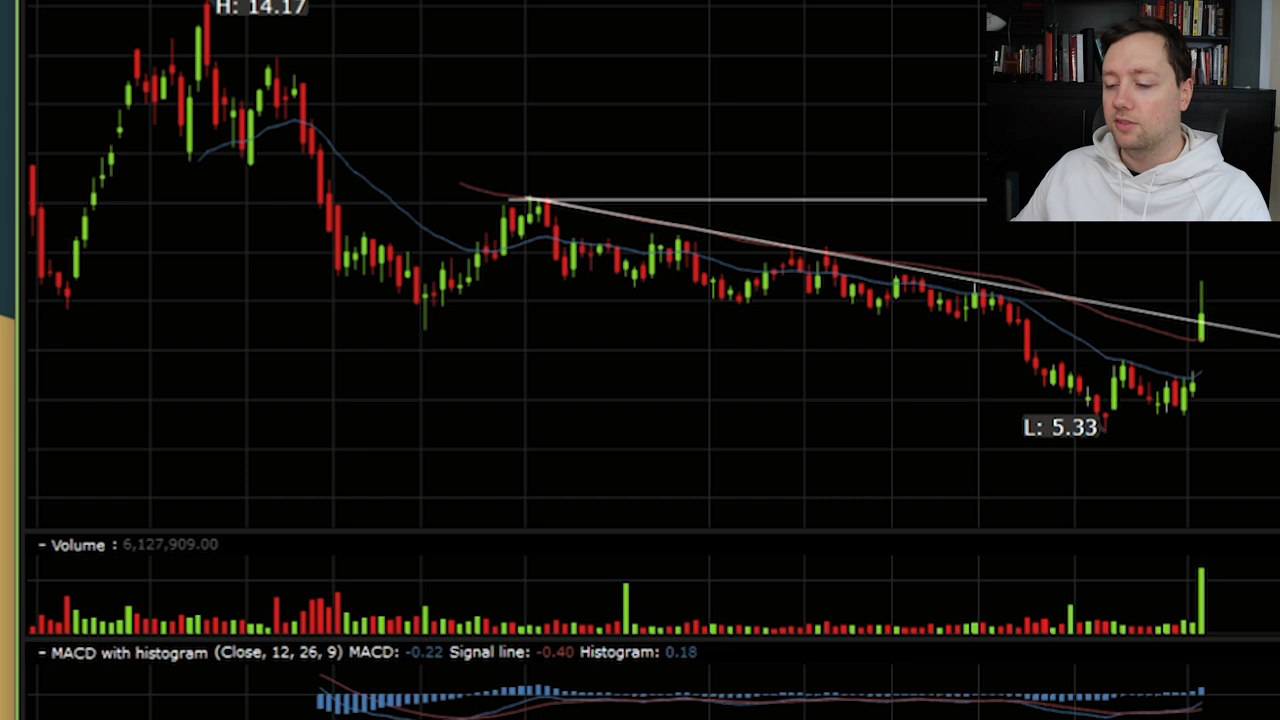 H: 14.17
L: 5.33
- Volume : 6,127,909.00
- MACD with histogram (Close, 12, 26, 9) MACD: -0.22 Signal line: -0.40 Histogram: 0.18